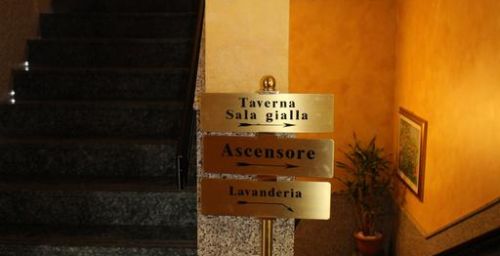 Taverna
Sala gialla
Ascensore
Lavanderia